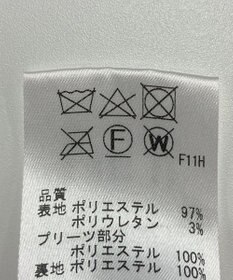 F W F11H
品質
表地 ポリエステル 97%
ポリウレタン 3%
プリーツ部分
ポリエステル 100%
裏地 ポリエステル 100%